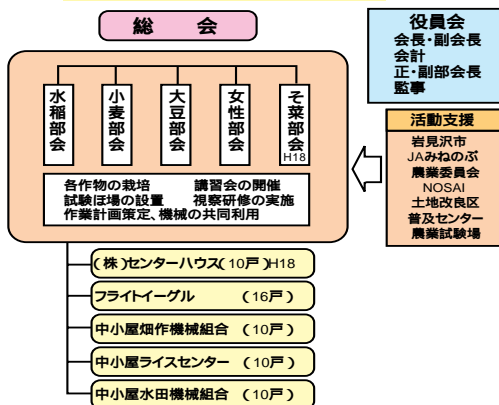 総　会
役員会
会長・副会長
会計
正・副部会長
監事
水稲部会
小麦部会
大豆部会
女性部会
そ菜部会
H18
各作物の栽培　講習会の開催
試験ほ場の設置　視察研修の実施
作業計画策定、機械の共同利用
活動支援
岩見沢市
JAみねのぶ
農業委員会
NOSAI
土地改良区
普及センター
農業試験場
(株)センターハウス(10戸)H18
フライトイーグル　(16戸)
中小屋畑作機械組合　(10戸)
中小屋ライスセンター　(10戸)
中小屋水田機械組合　(10戸)